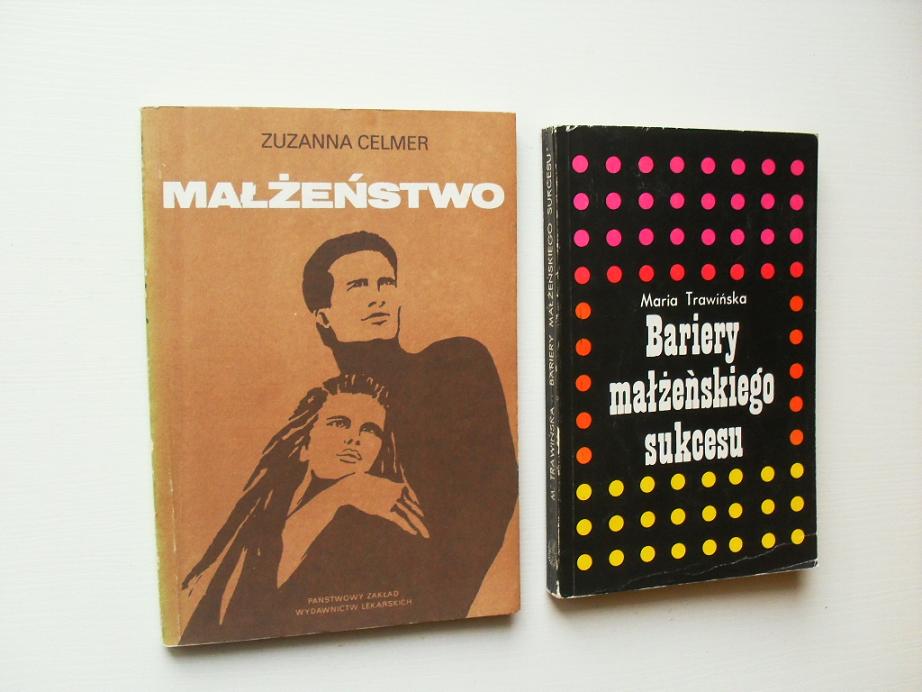 ZUZANNA CELMER
MAŁŻEŃSTWO
PAŃSTWOWY ZAKŁAD
WYDAWNICTW LEKARSKICH
M. TRAWIŃSKA BARIERY MAŁŻEŃSKIEGO SUKCESU
Maria Trawińska
Bariery
małżeńskiego
sukcesu